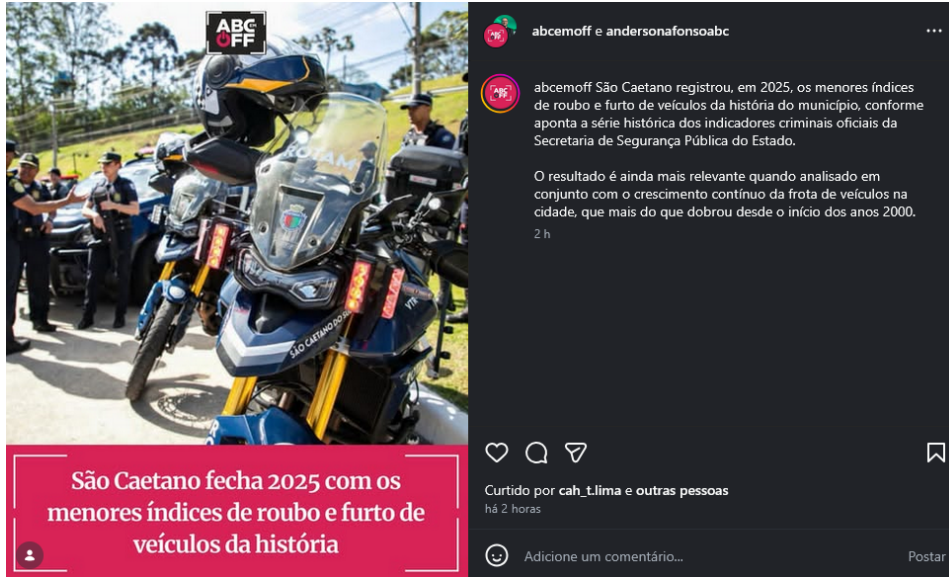 ABC EM
OFF
ROMAM
SÃO CAETANO DO SUL
VTR
São Caetano fecha 2025 com os
menores índices de roubo e furto de
veículos da história
abcemoff e andersonafonsoabc
abcemoff São Caetano registrou, em 2025, os menores índices
de roubo e furto de veículos da história do município, conforme
aponta a série histórica dos indicadores criminais oficiais da
Secretaria de Segurança Pública do Estado.
O resultado é ainda mais relevante quando analisado em
conjunto com o crescimento contínuo da frota de veículos na
cidade, que mais do que dobrou desde o início dos anos 2000.
2 h
Curtido por cah_t.lima e outras pessoas
há 2 horas
Adicione um comentário...
Postar